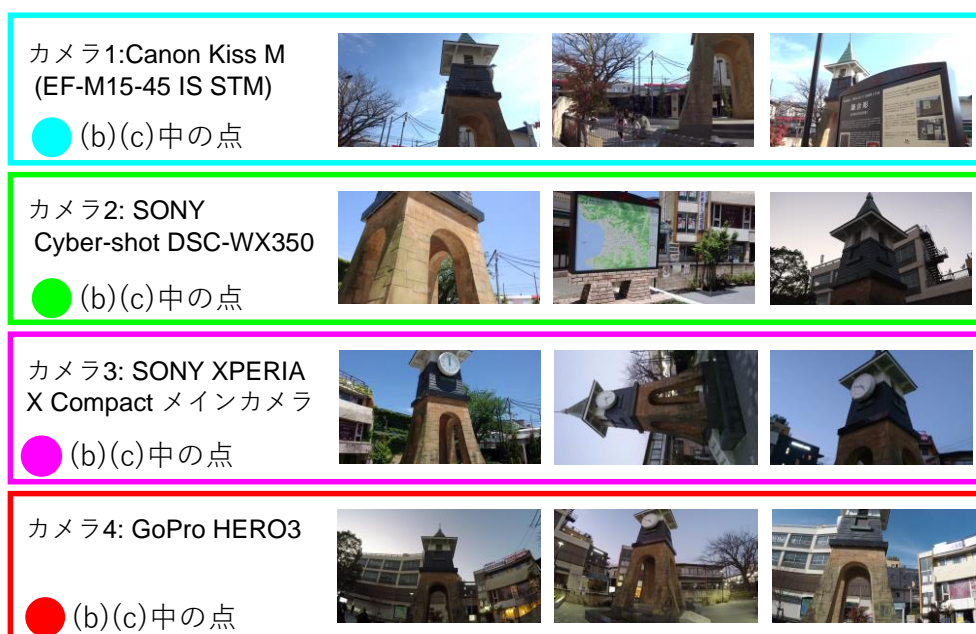 カメラ1:Canon Kiss M
(EF-M15-45 IS STM)
(b)(c)中の点
カメラ2: SONY
Cyber-shot DSC-WX350
(b)(c)中の点
カメラ3: SONY XPERIA
X Compact メインカメラ
(b)(c)中の点
カメラ4: GoPro HERO3
(b)(c)中の点